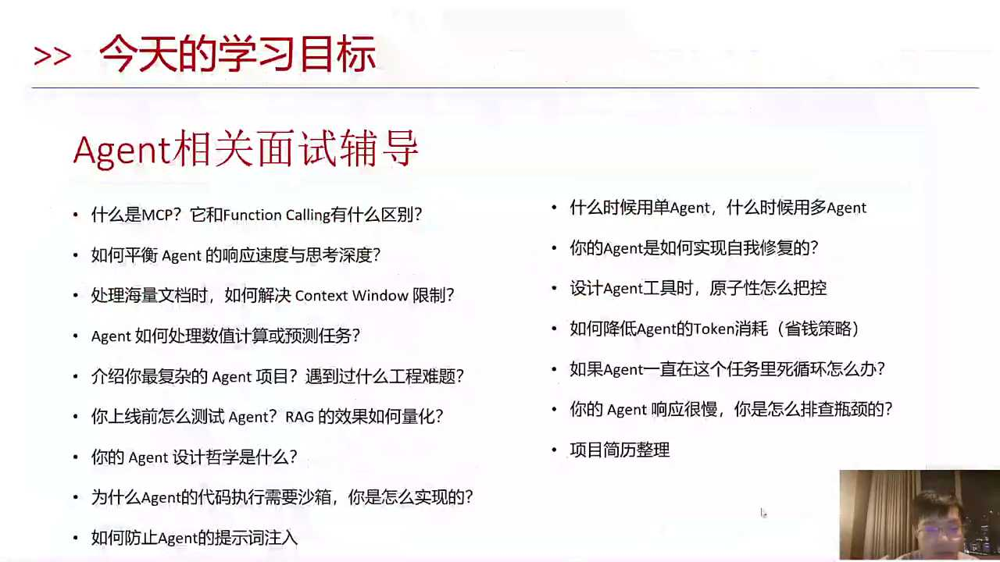 >> 今天的学习目标
Agent相关面试辅导
• 什么是MCP？它和Function Calling有什么区别？
• 如何平衡 Agent 的响应速度与思考深度？
• 处理海量文档时，如何解决 Context Window 限制？
• Agent 如何处理数值计算或预测任务？
• 介绍你最复杂的 Agent 项目？遇到过什么工程难题？
• 你上线前怎么测试 Agent？RAG 的效果如何量化？
• 你的 Agent 设计哲学是什么？
• 为什么Agent的代码执行需要沙箱，你是怎么实现的？
• 如何防止Agent的提示词注入
• 什么时候用单Agent，什么时候用多Agent
• 你的Agent是如何实现自我修复的？
• 设计Agent工具时，原子性怎么把控
• 如何降低Agent的Token消耗（省钱策略）
• 如果Agent一直在这个任务里死循环怎么办？
• 你的 Agent 响应很慢，你是怎么排查瓶颈的？
• 项目简历整理